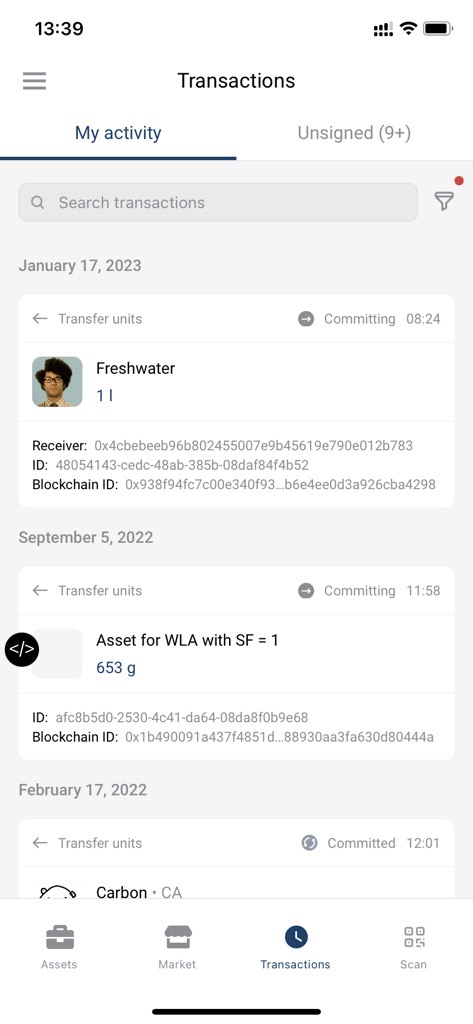 13:39
Transactions
My activity
Unsigned (9+)
Search transactions
January 17, 2023
Transfer units
Committing 08:24
Freshwater
1 l
Receiver: 0x4cbebeeb96b802455007e9b45619e790e012b783
ID: 48054143-cedc-48ab-385b-08daf84f4b52
Blockchain ID: 0x938f94fc7c00e340f93...b6e4ee0d3a926cba4298
September 5, 2022
Transfer units
Committing 11:58
</>
Asset for WLA with SF = 1
653 g
ID: afc8b5d0-2530-4c41-da64-08da8f0b9e68
Blockchain ID: 0x1b490091a437f4851d...88930aa3fa630d80444a
February 17, 2022
Transfer units
Committed 12:01
Carbon • CA
Assets
Market
Transactions
Scan